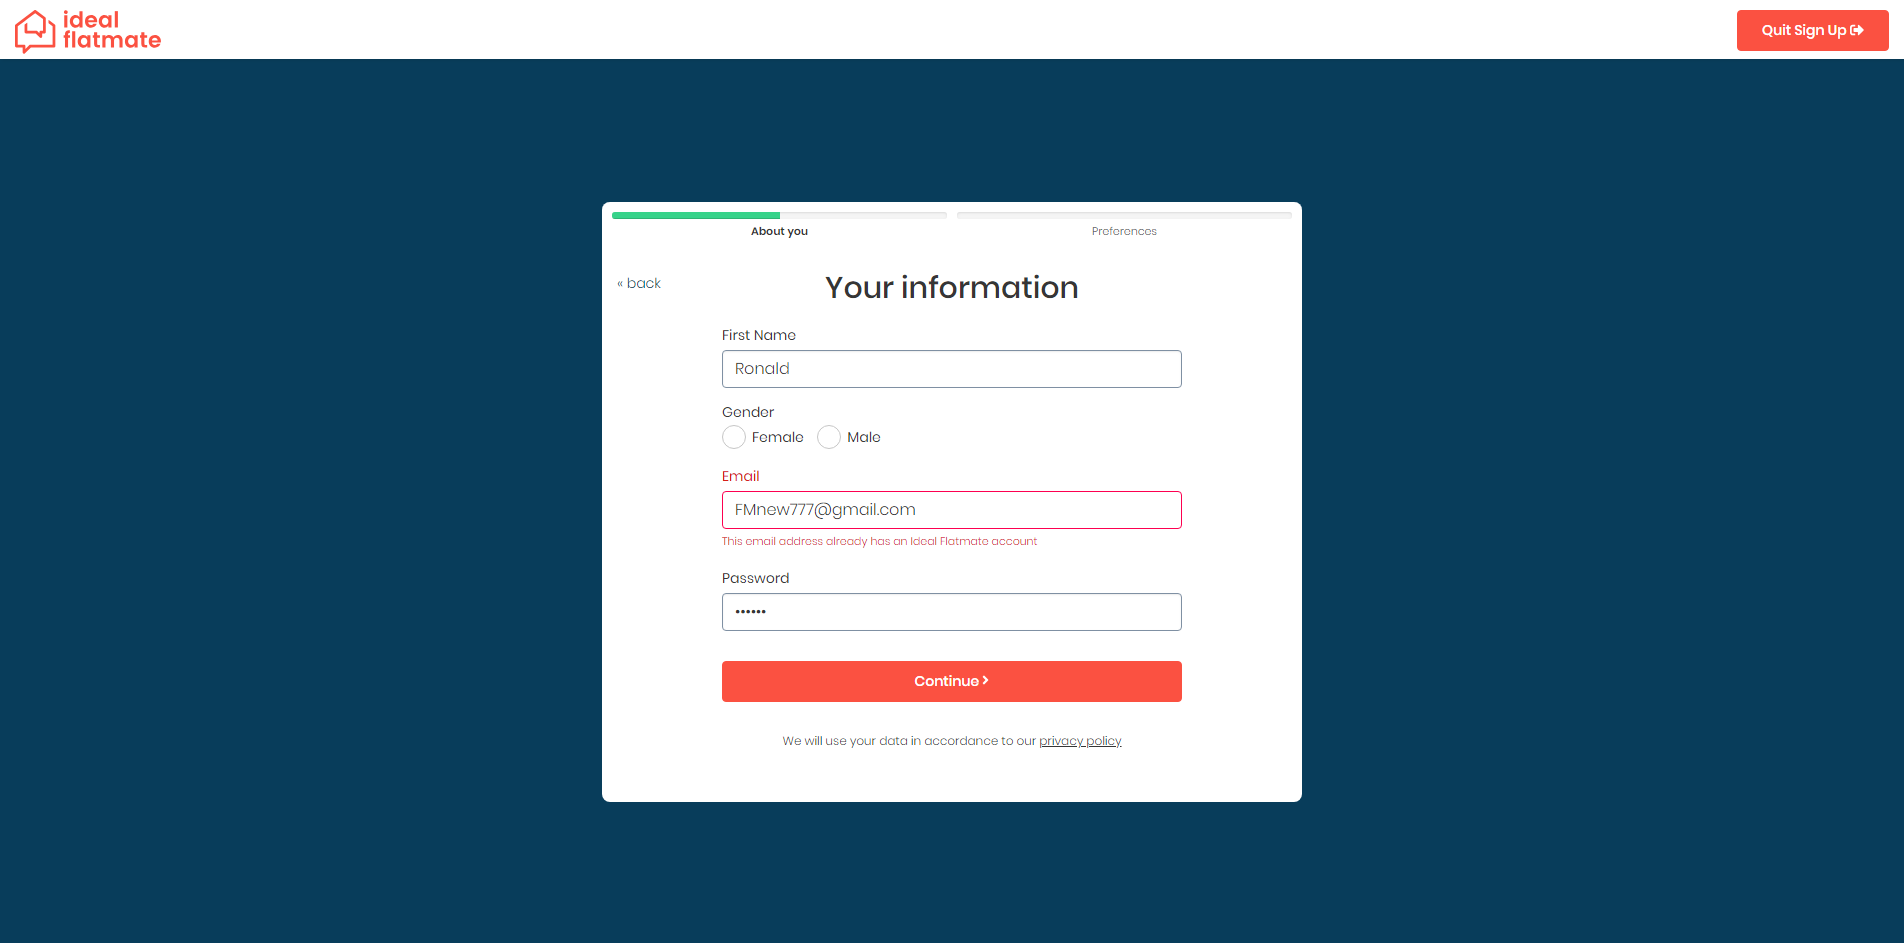 ideal
flatmate
Quit Sign Up
About you
Preferences
« back
Your information
First Name
Ronald
Gender
Female
Male
Email
FMnew777@gmail.com
This email address already has an Ideal Flatmate account
Password
••••••
Continue
We will use your data in accordance to our privacy policy